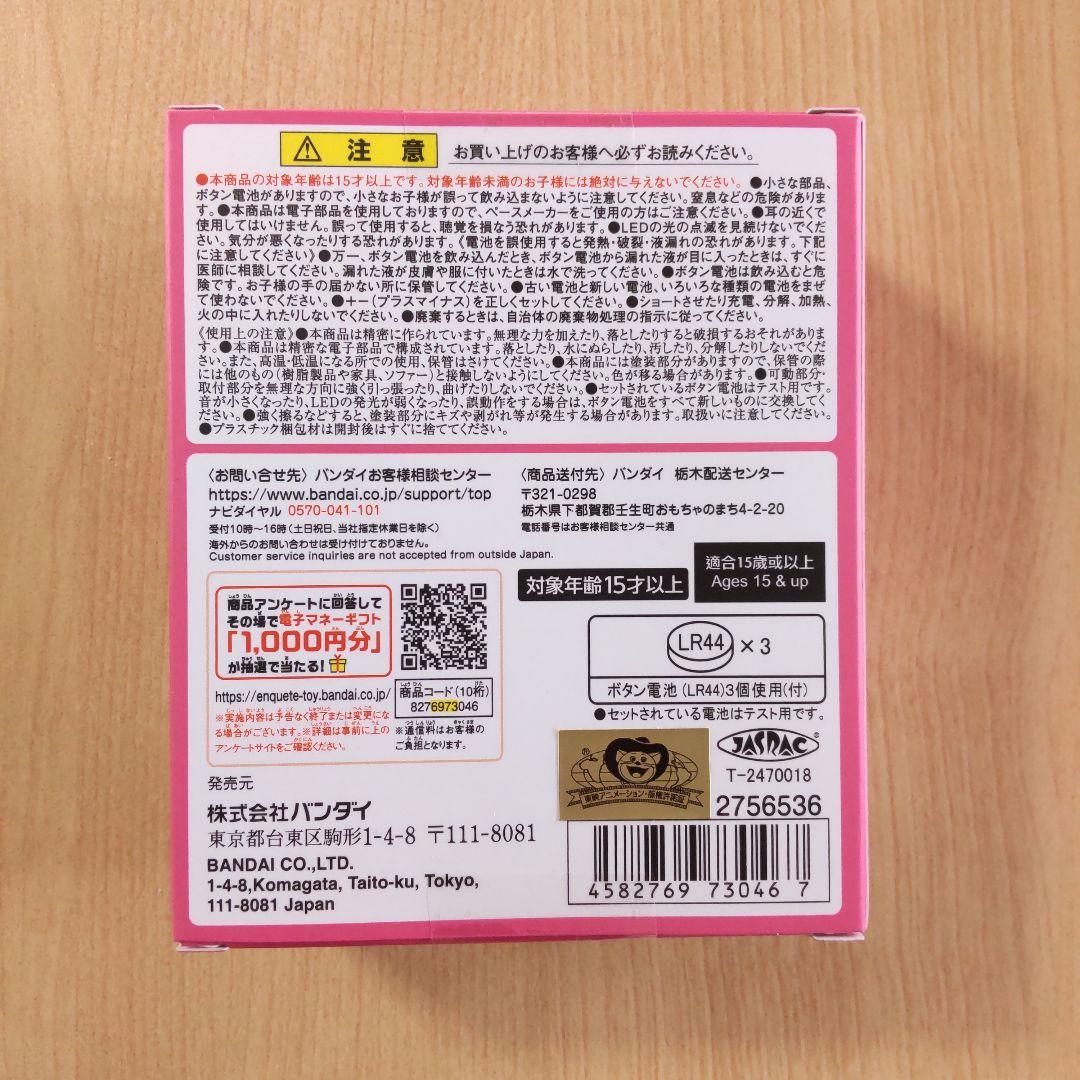 注意 お買い上げのお客様へ必ずお読みください。
●本商品の対象年齢は15才以上です。対象年齢未満のお子様には絶対に与えないでください。●小さな部品、
ボタン電池がありますので、小さなお子様が誤って飲み込まないように注意してください。窒息などの危険がありま
す。●本商品は電子部品を使用しておりますので、ペースメーカーをご使用の方はご注意ください。●耳の近くで
使用してはいけません。誤って使用すると、聴覚を損なう恐れがあります。●LEDの光の点滅を見続けないでくださ
い。気分が悪くなったりする恐れがあります。《電池を誤使用すると発熱・破裂・液漏れの恐れがあります。下記
に注意してください》●万一、ボタン電池を飲み込んだとき、ボタン電池から漏れた液が目に入ったときは、すぐに
医師に相談してください。漏れた液が皮膚や服に付いたときは水で洗ってください。●ボタン電池は飲み込むと危
険です。お子様の手の届かない所に保管してください。●古い電池と新しい電池、いろいろな種類の電池をまぜ
て使わないでください。●+ー(プラスマイナス)を正しくセットしてください。●ショートさせたり充電、分解、加熱、
火の中に入れたりしないでください。●廃棄するときは、自治体の廃棄物処理の指示に従ってください。
《使用上の注意》●本商品は精密に作られています。無理な力を加えたり、落としたりすると破損するおそれがありま
す。●本商品は精密な電子部品で構成されています。落としたり、水にぬらしたり、汚したり、分解したりしないでくだ
さい。また、高温・低温になる所での使用、保管はさけてください。●本商品には塗装部分がありますので、保管の際
には他のもの(樹脂製品や家具、ソファー)と接触しないようにしてください。色が移る場合があります。●可動部分・
取付部分を無理な方向に強く引っ張ったり、曲げたりしないでください。●セットされているボタン電池はテスト用です。
音が小さくなったり、LEDの発光が弱くなったり、誤動作をする場合は、ボタン電池をすべて新しいものに交換してく
ださい。●強く擦るなどすると、塗装部分にキズや剥がれ等が発生する場合があります。取扱いに注意してください。
●プラスチック梱包材は開封後はすぐに捨ててください。
〈お問い合せ先〉バンダイお客様相談センター
https://www.bandai.co.jp/support/top
ナビダイヤル 0570-041-101
受付10時～16時(土日祝日、当社指定休業日を除く)
海外からのお問い合わせは受け付けておりません。
Customer service inquiries are not accepted from outside Japan.
〈商品送付先〉バンダイ 栃木配送センター
〒321-0298
栃木県下都賀郡壬生町おもちゃのまち4-2-20
電話番号はお客様相談センター共通
対象年齢15才以上
適合15歳或以上
Ages 15 & up
商品アンケートに回答して
その場で電子マネーギフト
「1,000円分」
が抽選で当たる!
https://enquete-toy.bandai.co.jp/
商品コード(10桁)
8276973046
※実施内容は予告なく終了または変更にな
る場合がございます。※詳細は事前に上の
アンケートサイトをご確認ください。
※通信料はお客様の
ご負担となります。
LR44 ×3
ボタン電池(LR44)3個使用(付)
●セットされている電池はテスト用です。
東映アニメーション・版権許諾証
JASRAC
T-2470018
2756536
4582769 730467
発売元
株式会社バンダイ
東京都台東区駒形1-4-8 〒111-8081
BANDAI CO.,LTD.
1-4-8,Komagata, Taito-ku, Tokyo,
111-8081 Japan